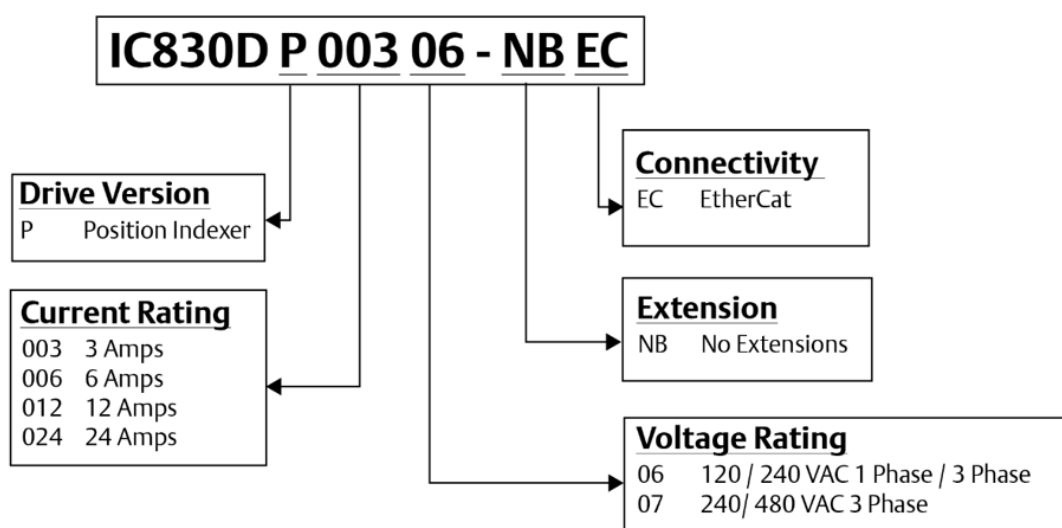 IC830D P 003 06 - NB EC
Drive Version
P Position Indexer
Current Rating
003 3 Amps
006 6 Amps
012 12 Amps
024 24 Amps
Connectivity
EC EtherCat
Extension
NB No Extensions
Voltage Rating
06 120 / 240 VAC 1 Phase / 3 Phase
07 240/ 480 VAC 3 Phase